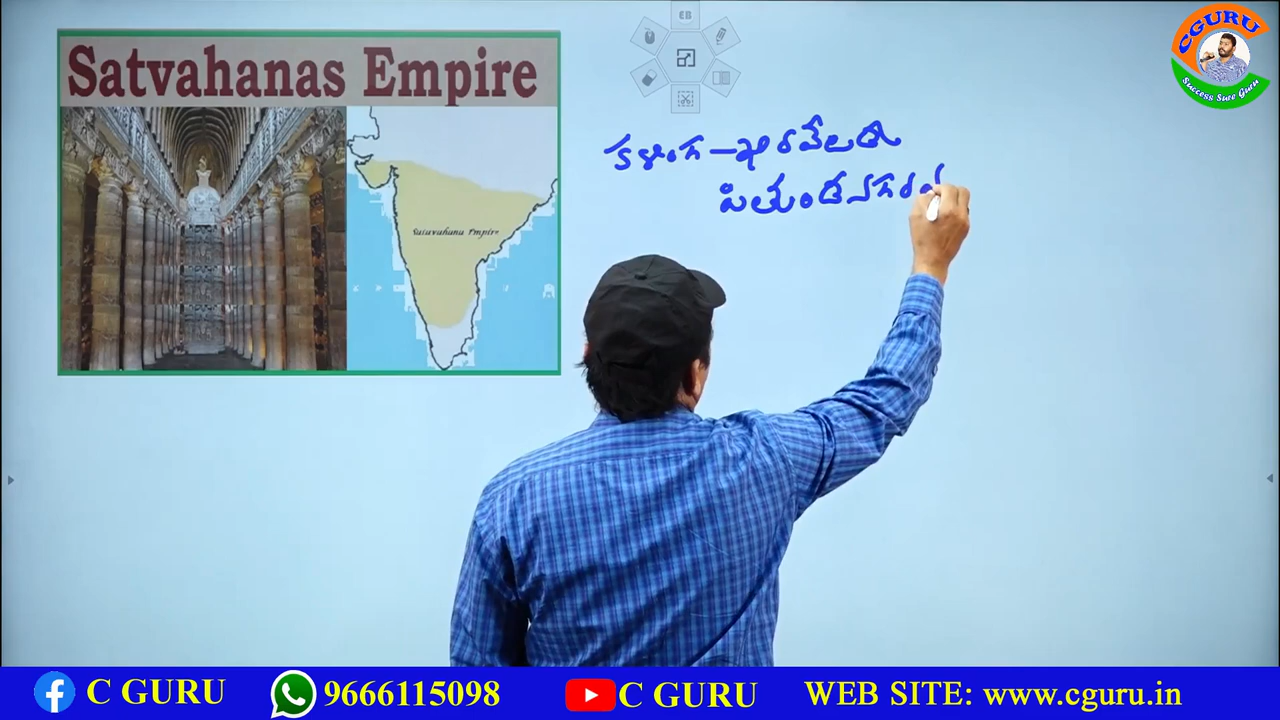 Satvahanas Empire
Satavahana Empire
EB
కళింగ - ఖారవేలుడు
పితుండనగరం
CGURU
Success Sure Guru
C GURU
9666115098
C GURU
WEB SITE: www.cguru.in